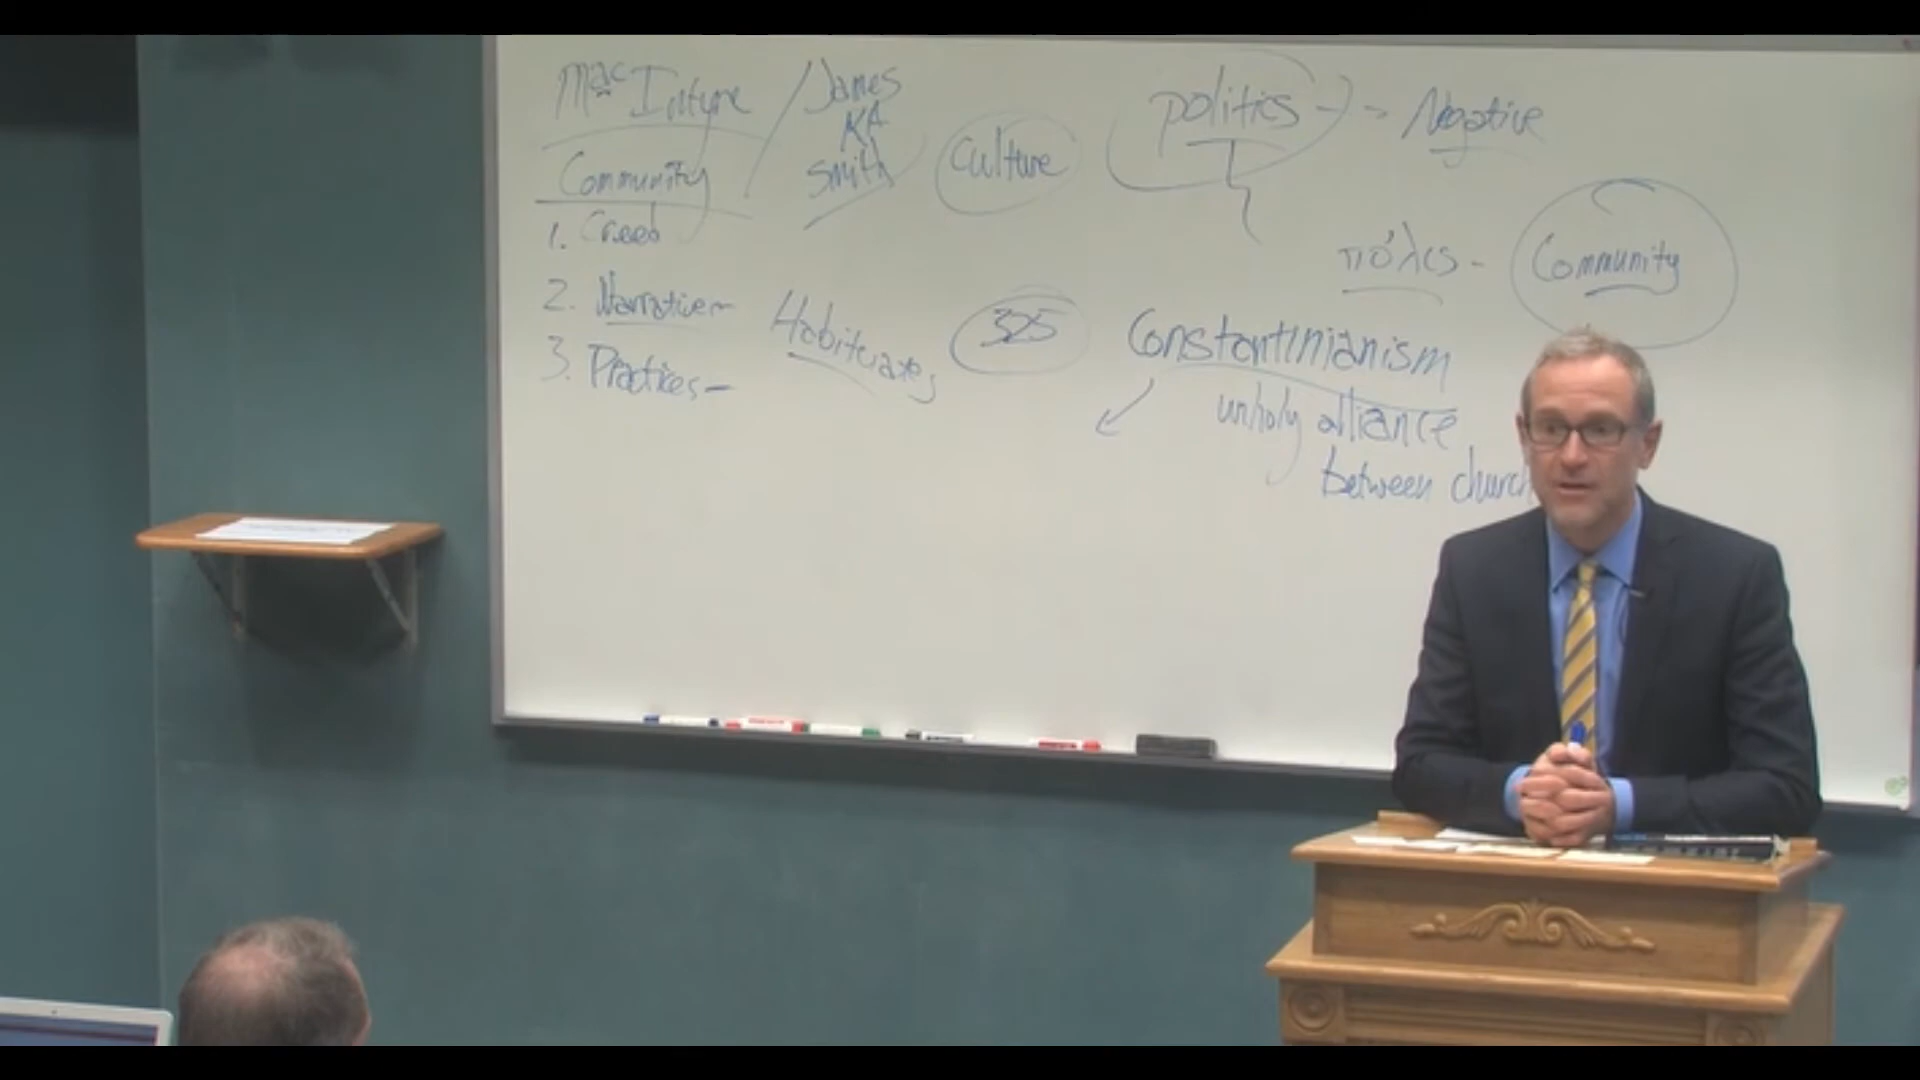 MacIntyre / James
KA
Smith
Community
1. Creed
2. Narrative-
3. Practices-
Habituates
culture
politics - Negative
πόλις - Community
325
Constantinianism
unholy alliance
between church